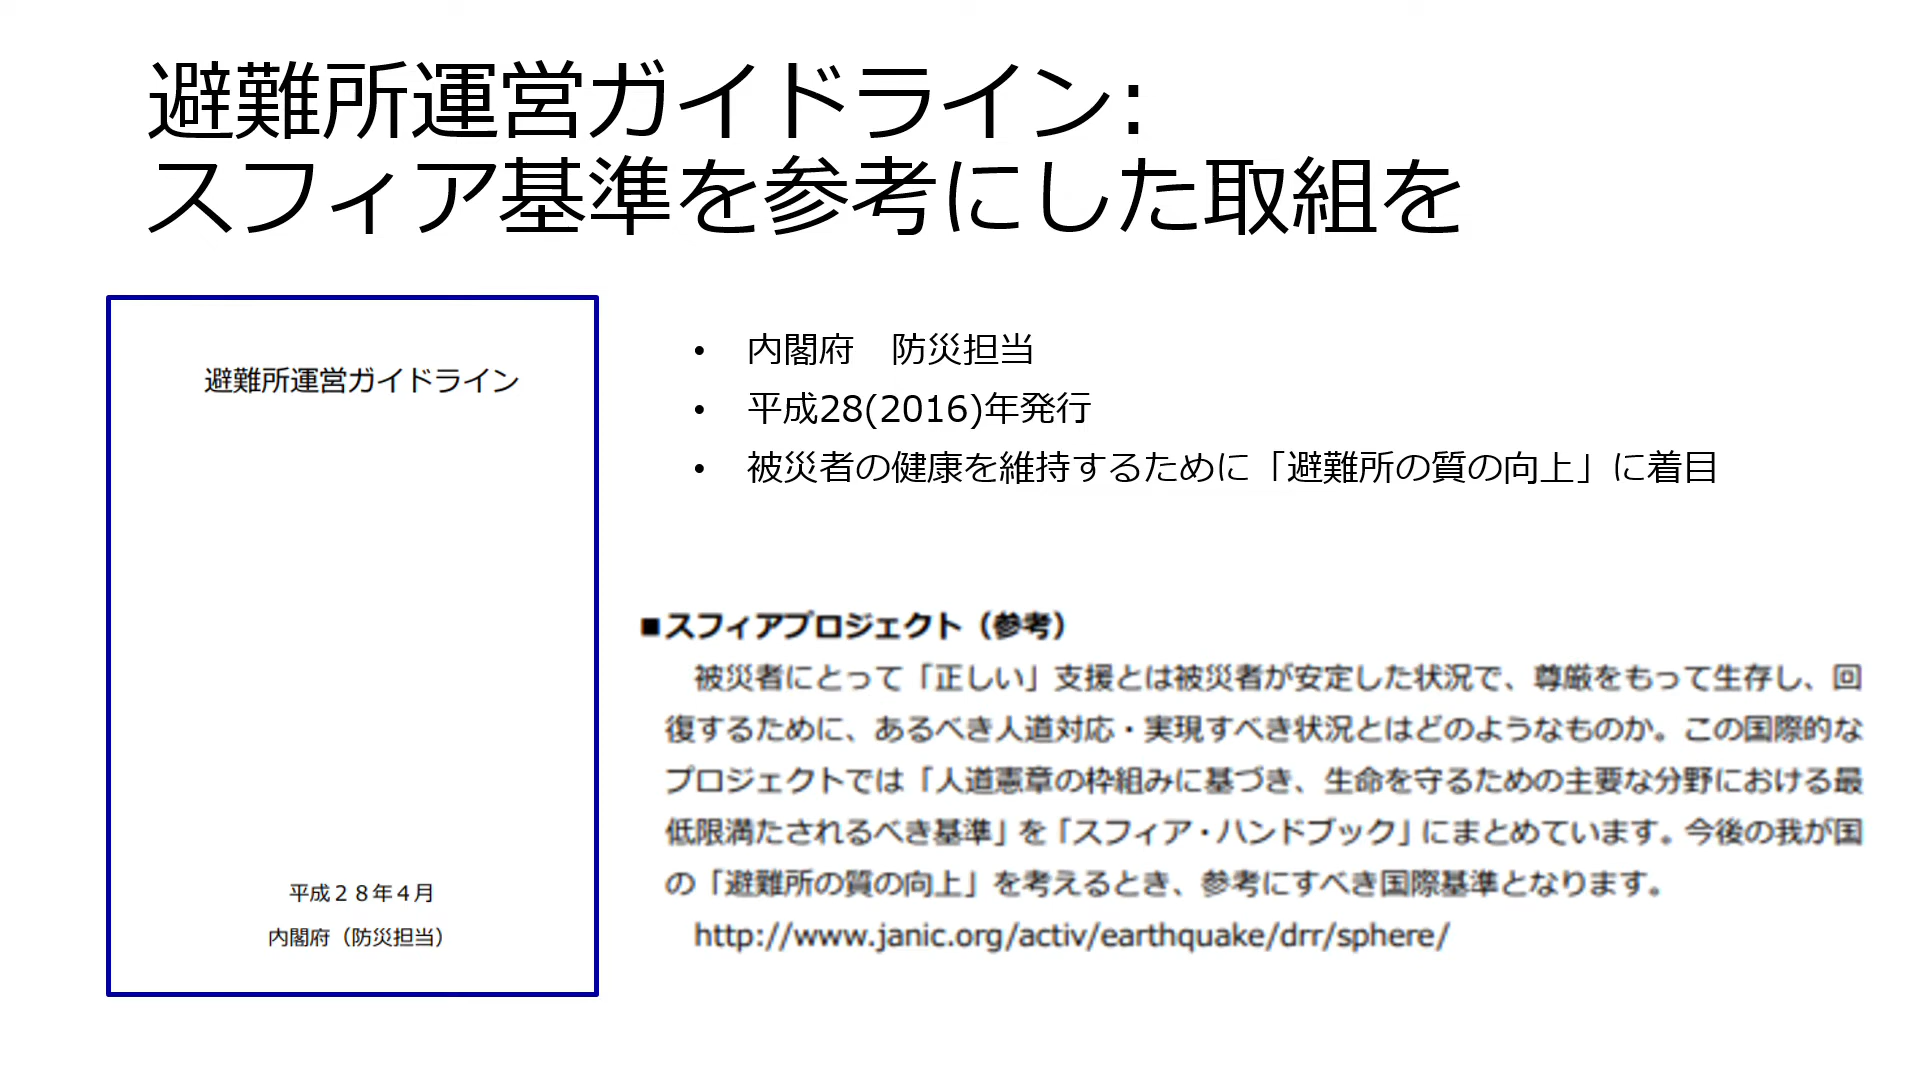 避難所運営ガイドライン:
スフィア基準を参考にした取組を
避難所運営ガイドライン
平成２８年４月
内閣府（防災担当）
• 内閣府　防災担当
• 平成28(2016)年発行
• 被災者の健康を維持するために「避難所の質の向上」に着目
■スフィアプロジェクト（参考）
被災者にとって「正しい」支援とは被災者が安定した状況で、尊厳をもって生存し、回
復するために、あるべき人道対応・実現すべき状況とはどのようなものか。この国際的な
プロジェクトでは「人道憲章の枠組みに基づき、生命を守るための主要な分野における最
低限満たされるべき基準」を「スフィア・ハンドブック」にまとめています。今後の我が国
の「避難所の質の向上」を考えるとき、参考にすべき国際基準となります。
http://www.janic.org/activ/earthquake/drr/sphere/